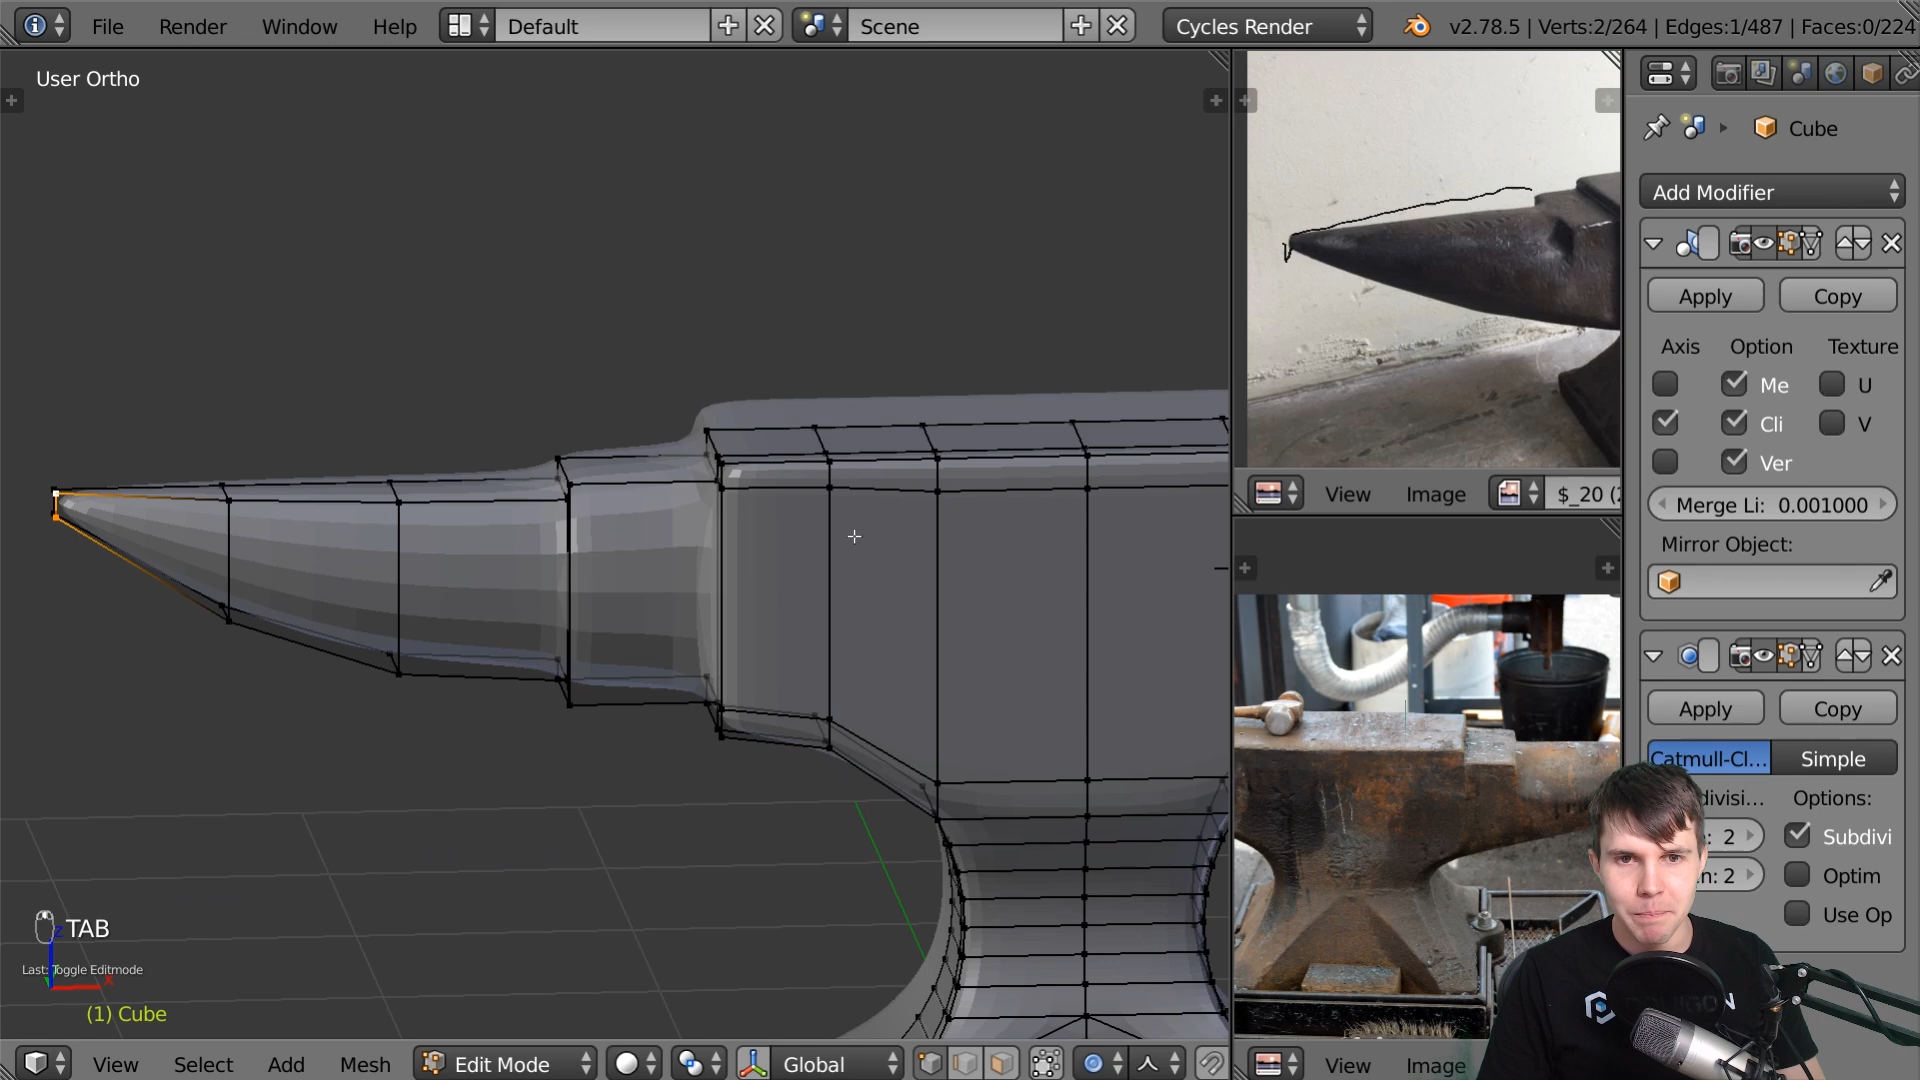 File Render Window Help Default Scene Cycles Render v2.78.5 | Verts:2/264 | Edges:1/487 | Faces:0/224
User Ortho
Cube
Add Modifier
Apply Copy
Axis Option Texture
Me U
Cli V
Ver
Merge Li: 0.001000
Mirror Object:
View Image $_20 (2
Apply Copy
Catmull-Cl... Simple
divisi... Options:
: 2 Subdivi
n: 2 Optim
Use Op
TAB
Last: Toggle Editmode
(1) Cube
View Select Add Mesh Edit Mode Global
View Image